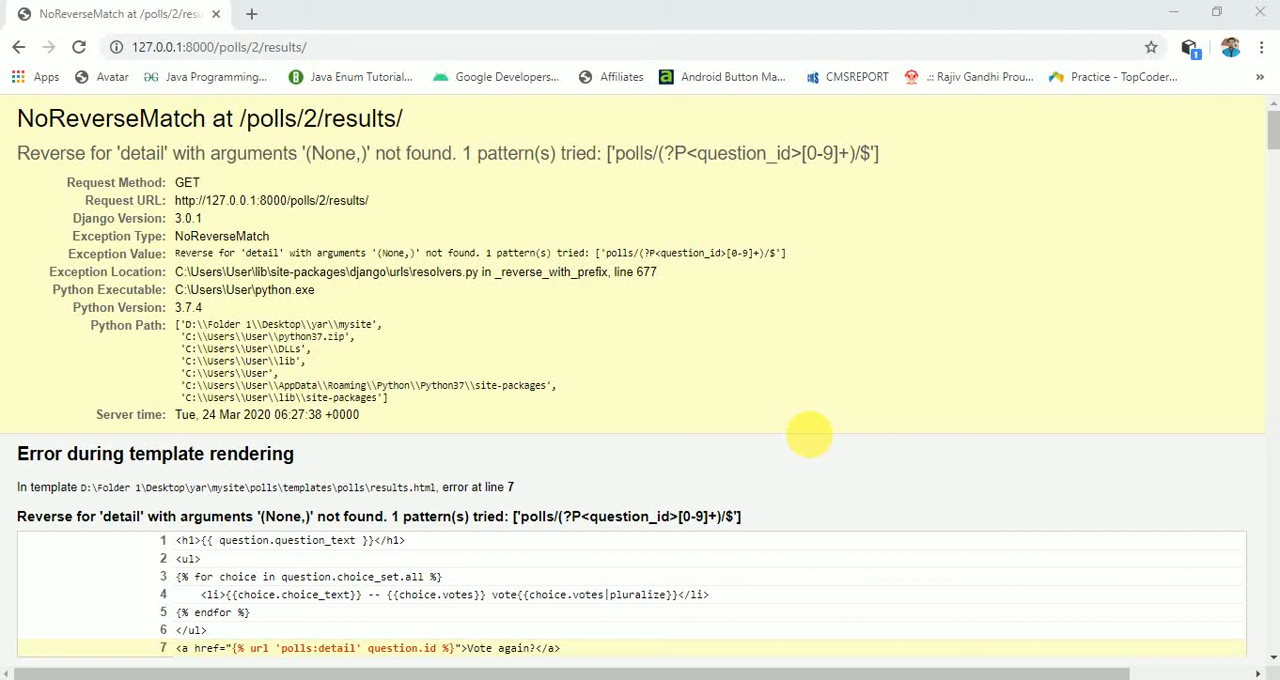 NoReverseMatch at /polls/2/resu
127.0.0.1:8000/polls/2/results/
1
Apps Avatar Java Programming... Java Enum Tutorial... Google Developers... Affiliates Android Button Ma... CMSREPORT .:: Rajiv Gandhi Prou... Practice - TopCoder... »
NoReverseMatch at /polls/2/results/
Reverse for 'detail' with arguments '(None,)' not found. 1 pattern(s) tried: ['polls/(?P<question_id>[0-9]+)/$']
Request Method: GET
Request URL: http://127.0.0.1:8000/polls/2/results/
Django Version: 3.0.1
Exception Type: NoReverseMatch
Exception Value: Reverse for 'detail' with arguments '(None,)' not found. 1 pattern(s) tried: ['polls/(?P<question_id>[0-9]+)/$']
Exception Location: C:\Users\User\lib\site-packages\django\urls\resolvers.py in _reverse_with_prefix, line 677
Python Executable: C:\Users\User\python.exe
Python Version: 3.7.4
Python Path: ['D:\\Folder 1\\Desktop\\yar\\mysite',
'C:\\Users\\User\\python37.zip',
'C:\\Users\\User\\DLLs',
'C:\\Users\\User\\lib',
'C:\\Users\\User',
'C:\\Users\\User\\AppData\\Roaming\\Python\\Python37\\site-packages',
'C:\\Users\\User\\lib\\site-packages']
Server time: Tue, 24 Mar 2020 06:27:38 +0000
Error during template rendering
In template D:\Folder 1\Desktop\yar\mysite\polls\templates\polls\results.html, error at line 7
Reverse for 'detail' with arguments '(None,)' not found. 1 pattern(s) tried: ['polls/(?P<question_id>[0-9]+)/$']
1 <h1>{{ question.question_text }}</h1>
2 <ul>
3 {% for choice in question.choice_set.all %}
4 <li>{{choice.choice_text}} -- {{choice.votes}} vote{{choice.votes|pluralize}}</li>
5 {% endfor %}
6 </ul>
7 <a href="{% url 'polls:detail' question.id %}">Vote again?</a>